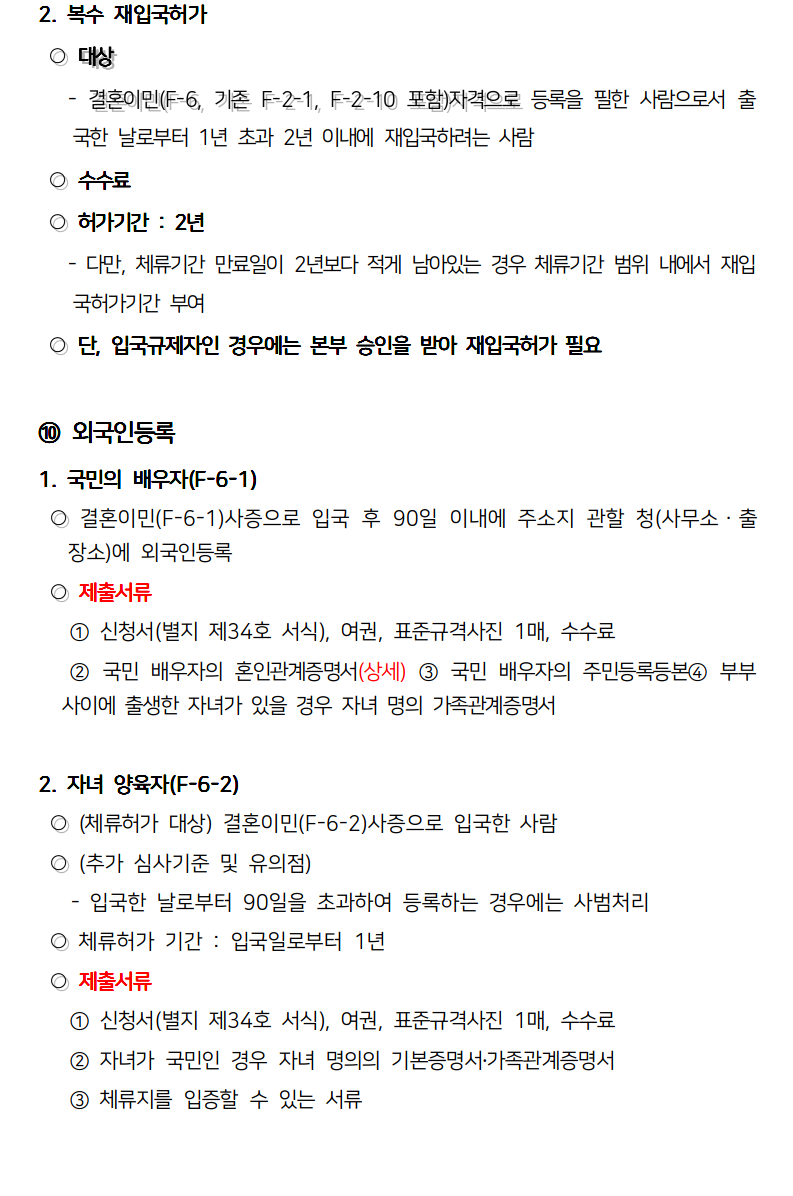 2. 복수 재입국허가
○ 대상
- 결혼이민(F-6, 기존 F-2-1, F-2-10 포함)자격으로 등록을 필한 사람으로서 출
국한 날로부터 1년 초과 2년 이내에 재입국하려는 사람
○ 수수료
○ 허가기간 : 2년
- 다만, 체류기간 만료일이 2년보다 적게 남아있는 경우 체류기간 범위 내에서 재입
국허가기간 부여
○ 단, 입국규제자인 경우에는 본부 승인을 받아 재입국허가 필요
⑩ 외국인등록
1. 국민의 배우자(F-6-1)
○ 결혼이민(F-6-1)사증으로 입국 후 90일 이내에 주소지 관할 청(사무소·출
장소)에 외국인등록
○ 제출서류
① 신청서(별지 제34호 서식), 여권, 표준규격사진 1매, 수수료
② 국민 배우자의 혼인관계증명서(상세) ③ 국민 배우자의 주민등록등본④ 부부
사이에 출생한 자녀가 있을 경우 자녀 명의 가족관계증명서
2. 자녀 양육자(F-6-2)
○ (체류허가 대상) 결혼이민(F-6-2)사증으로 입국한 사람
○ (추가 심사기준 및 유의점)
- 입국한 날로부터 90일을 초과하여 등록하는 경우에는 사범처리
○ 체류허가 기간 : 입국일로부터 1년
○ 제출서류
① 신청서(별지 제34호 서식), 여권, 표준규격사진 1매, 수수료
② 자녀가 국민인 경우 자녀 명의의 기본증명서·가족관계증명서
③ 체류지를 입증할 수 있는 서류